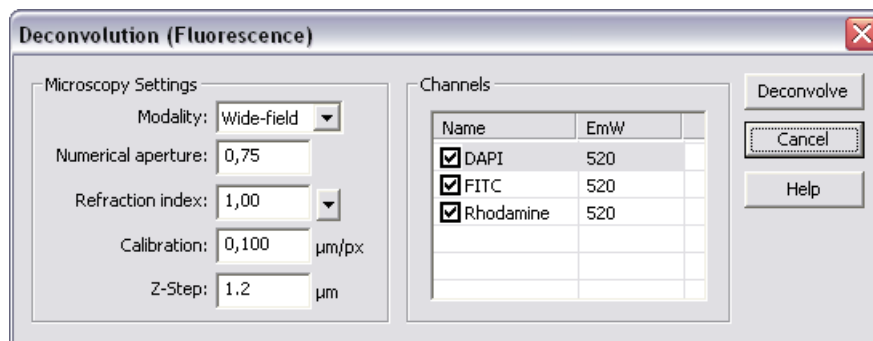 Deconvolution (Fluorescence)
Microscopy Settings
Modality: Wide-field
Numerical aperture: 0,75
Refraction index: 1,00
Calibration: 0,100 µm/px
Z-Step: 1.2 µm
Channels
Name EmW
DAPI 520
FITC 520
Rhodamine 520
Deconvolve
Cancel
Help